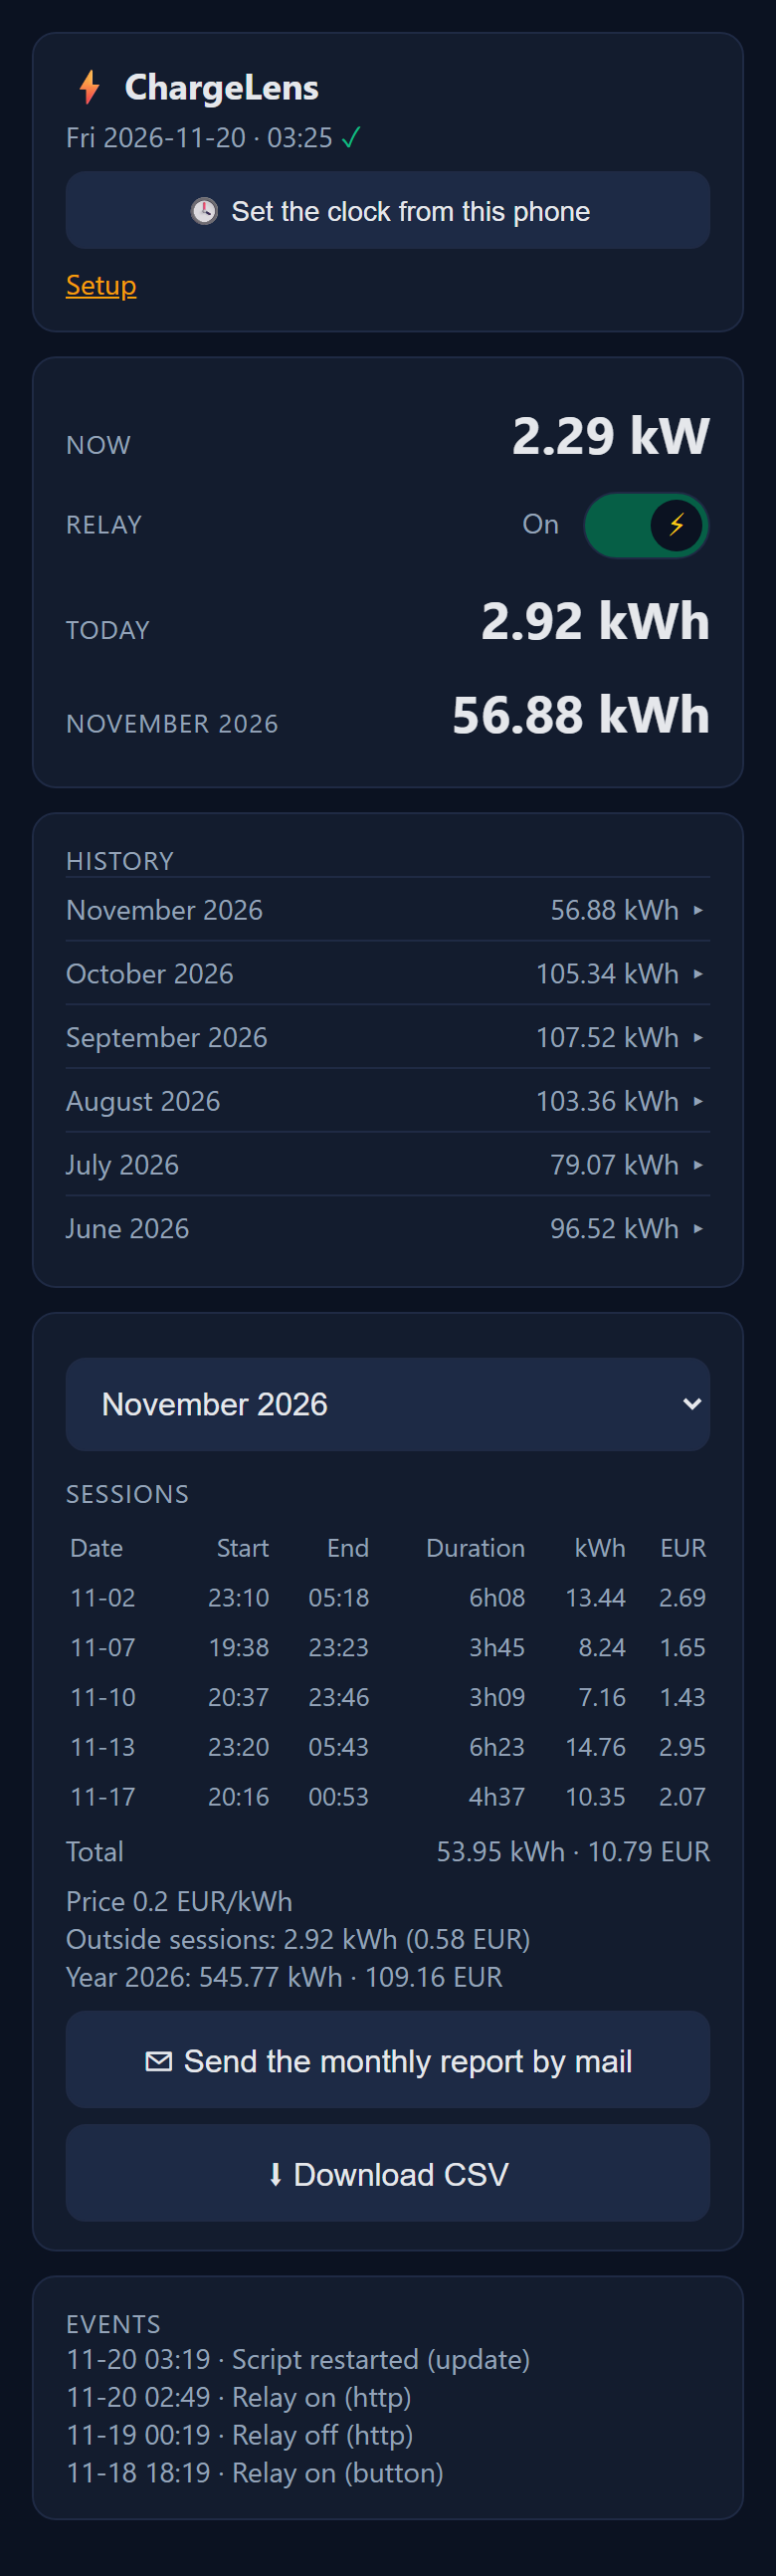 ChargeLens
Fri 2026-11-20 · 03:25 ✓
Set the clock from this phone
Setup
NOW 2.29 kW
RELAY On
TODAY 2.92 kWh
NOVEMBER 2026 56.88 kWh
HISTORY
November 2026 56.88 kWh ▸
October 2026 105.34 kWh ▸
September 2026 107.52 kWh ▸
August 2026 103.36 kWh ▸
July 2026 79.07 kWh ▸
June 2026 96.52 kWh ▸
November 2026
SESSIONS
Date Start End Duration kWh EUR
11-02 23:10 05:18 6h08 13.44 2.69
11-07 19:38 23:23 3h45 8.24 1.65
11-10 20:37 23:46 3h09 7.16 1.43
11-13 23:20 05:43 6h23 14.76 2.95
11-17 20:16 00:53 4h37 10.35 2.07
Total 53.95 kWh · 10.79 EUR
Price 0.2 EUR/kWh
Outside sessions: 2.92 kWh (0.58 EUR)
Year 2026: 545.77 kWh · 109.16 EUR
Send the monthly report by mail
Download CSV
EVENTS
11-20 03:19 · Script restarted (update)
11-20 02:49 · Relay on (http)
11-19 00:19 · Relay off (http)
11-18 18:19 · Relay on (button)